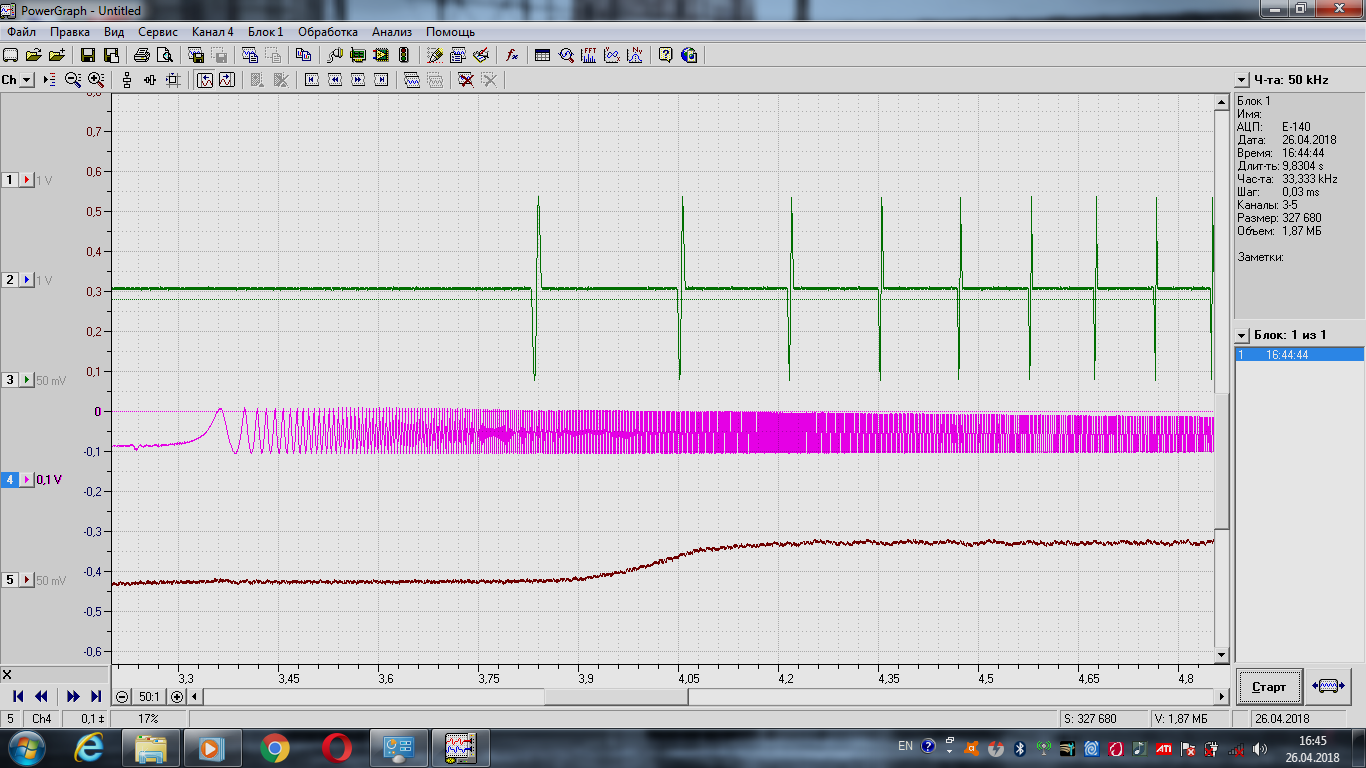 PowerGraph - Untitled
Файл Правка Вид Сервис Канал 4 Блок 1 Обработка Анализ Помощь
Ch
Ч-та: 50 kHz
Блок 1
Имя:
АЦП: E-140
Дата: 26.04.2018
Время: 16:44:44
Длит-ть: 9,8304 s
Час-та: 33,333 kHz
Шаг: 0,03 ms
Каналы: 3-5
Размер: 327 680
Объем: 1,87 МБ
Заметки:
Блок: 1 из 1
1 16:44:44
1 1 V
2 1 V
3 50 mV
4 0,1 V
5 50 mV
0,8
0,7
0,6
0,5
0,4
0,3
0,2
0,1
0
-0,1
-0,2
-0,3
-0,4
-0,5
-0,6
3,3 3,45 3,6 3,75 3,9 4,05 4,2 4,35 4,5 4,65 4,8
X
50:1
Старт
5 Ch4 0,1 17% S: 327 680 V: 1,87 МБ 26.04.2018
EN
ATI
16:45
26.04.2018